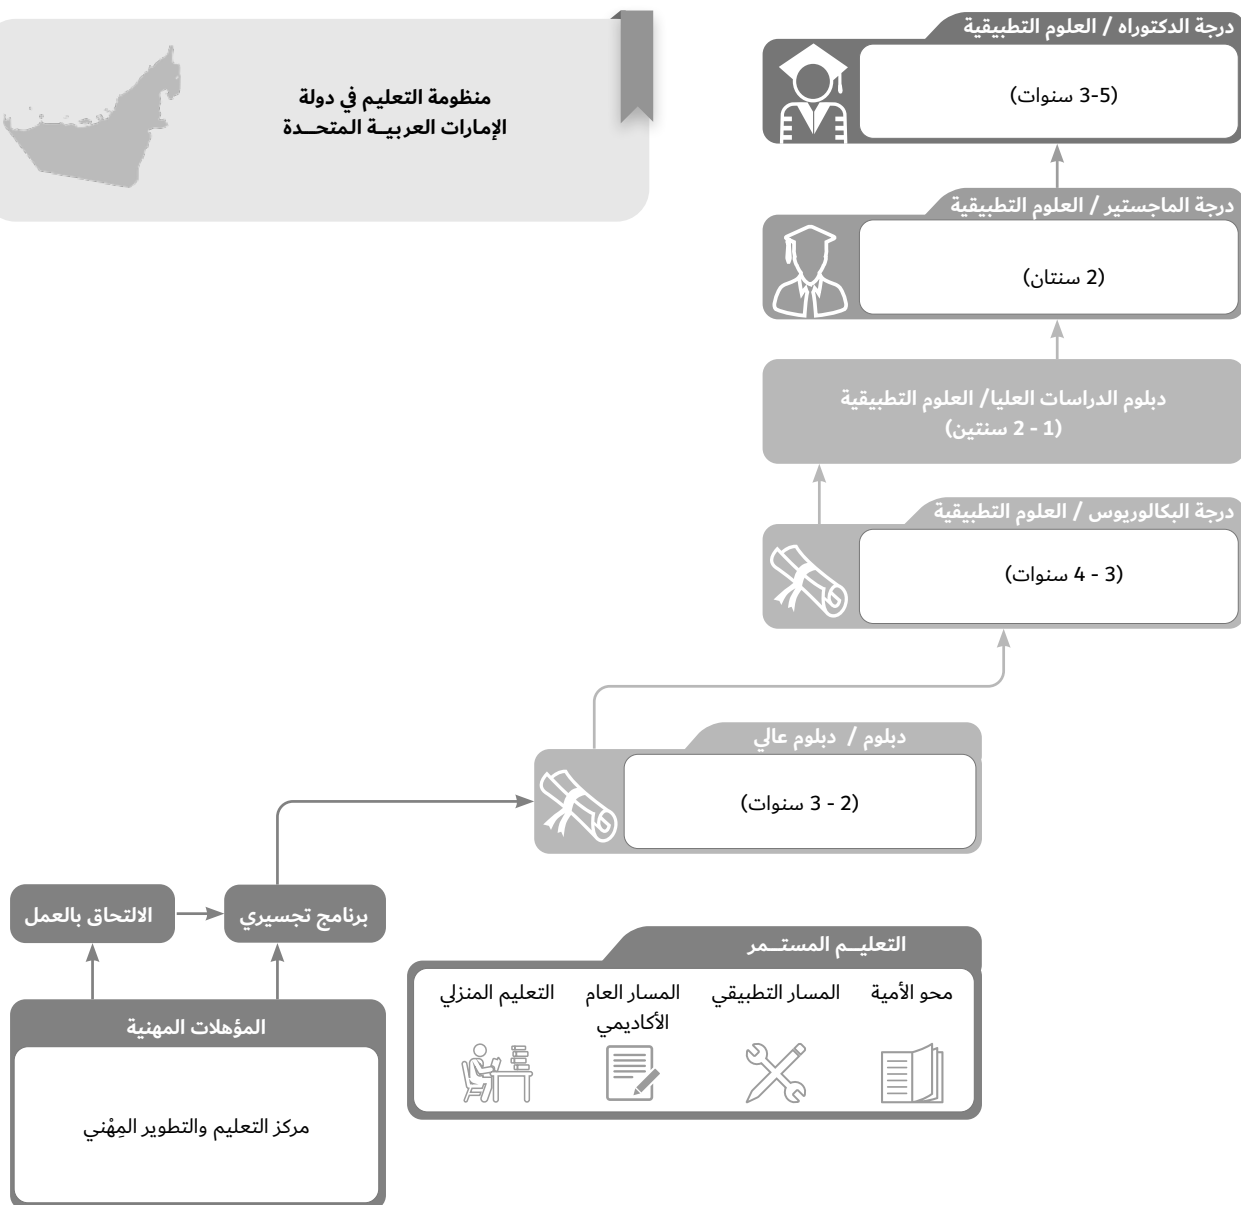 درجة الدكتوراه / العلوم التطبيقية
(3-5 سنوات)
منظومة التعليم في دولة
الإمارات العربيــة المتحــدة
درجة الماجستير / العلوم التطبيقية
(2 سنتان)
دبلوم الدراسات العليا/ العلوم التطبيقية
(1 - 2 سنتين)
درجة البكالوريوس / العلوم التطبيقية
(3 - 4 سنوات)
دبلوم / دبلوم عالي
(2 - 3 سنوات)
برنامج تجسيري
الالتحاق بالعمل
التعليــم المستــمر
محو الأمية
المسار التطبيقي
المسار العام
الأكاديمي
التعليم المنزلي
المؤهلات المهنية
مركز التعليم والتطوير المِهْني